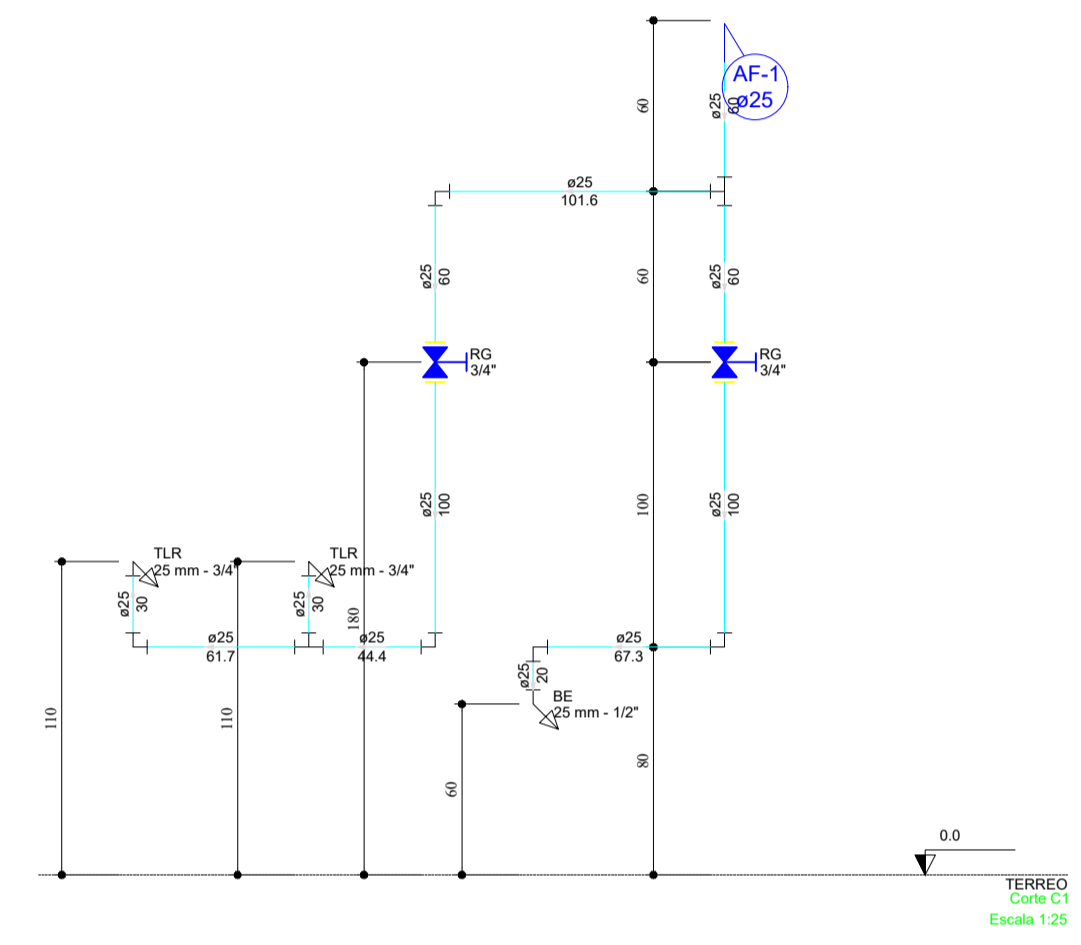 AF-1
ø25
60
ø25
60
ø25
101.6
ø25
60
60
ø25
60
RG
3/4"
RG
3/4"
ø25
100
100
ø25
100
TLR
25 mm - 3/4"
TLR
25 mm - 3/4"
ø25
30
ø25
30
180
ø25
61.7
ø25
44.4
ø25
67.3
ø25
20
BE
25 mm - 1/2"
110
110
60
80
0.0
TERREO
Corte C1
Escala 1:25